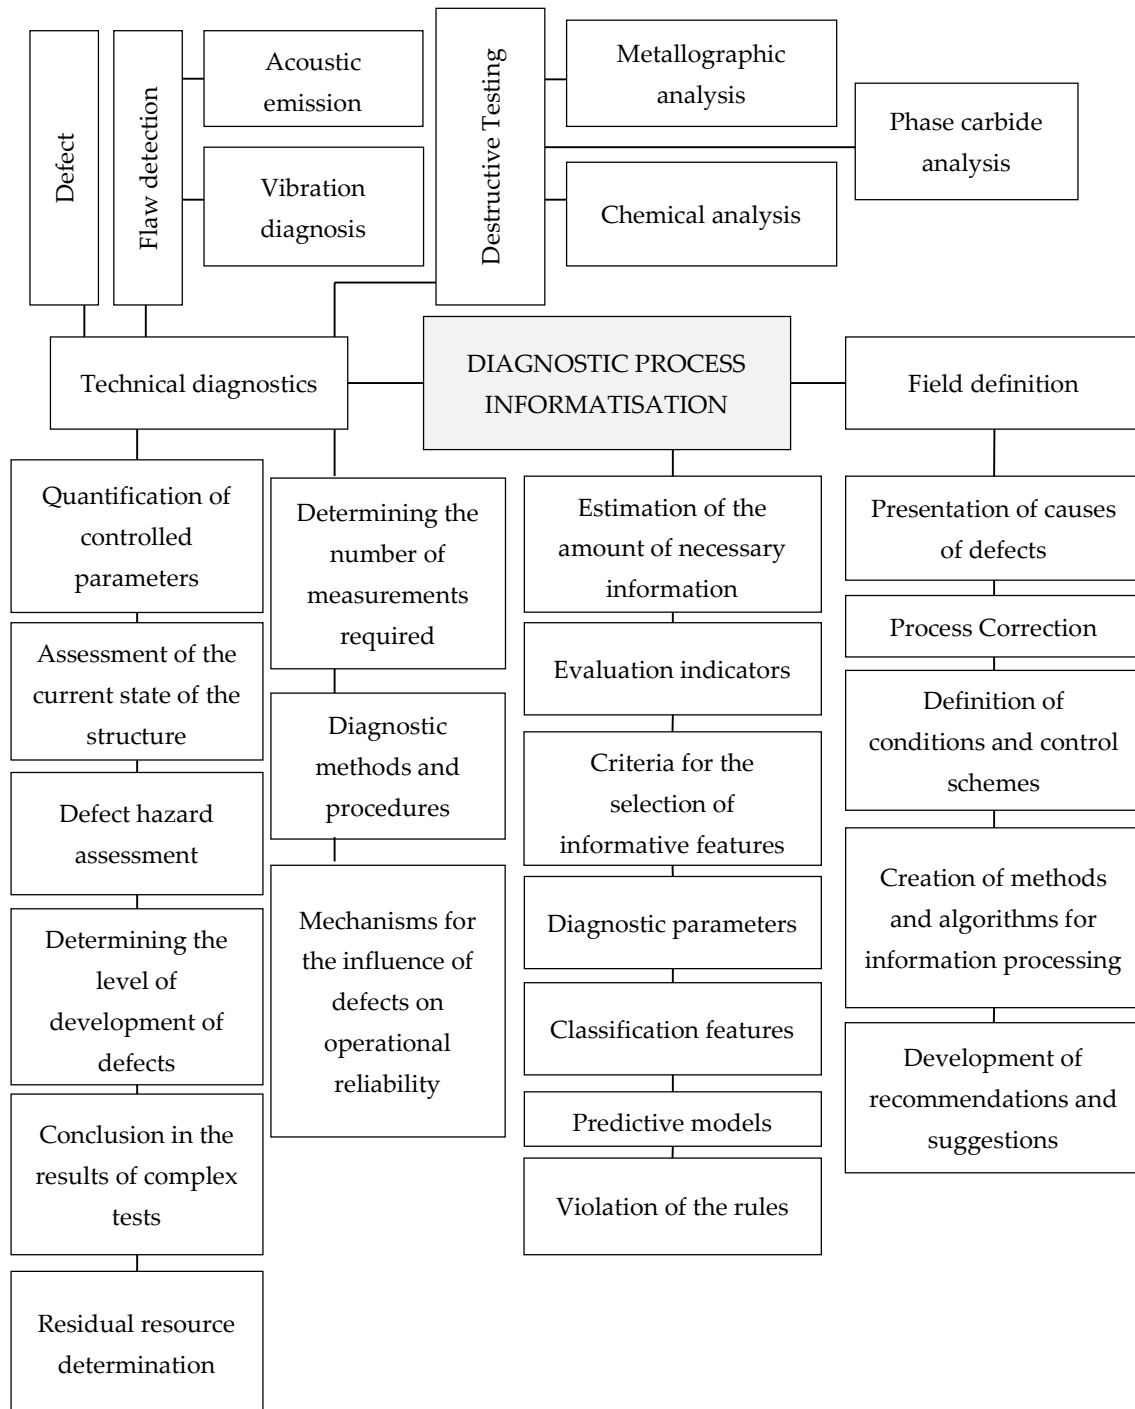 Defect
Flaw detection
Acoustic
emission
Vibration
diagnosis
Destructive Testing
Metallographic
analysis
Phase carbide
analysis
Chemical analysis
Technical diagnostics
DIAGNOSTIC PROCESS
INFORMATISATION
Field definition
Quantification of
controlled
parameters
Assessment of the
current state of the
structure
Defect hazard
assessment
Determining the
level of
development of
defects
Conclusion in the
results of complex
tests
Residual resource
determination
Determining the
number of
measurements
required
Diagnostic
methods and
procedures
Mechanisms for
the influence of
defects on
operational
reliability
Estimation of the
amount of necessary
information
Evaluation indicators
Criteria for the
selection of
informative features
Diagnostic parameters
Classification features
Predictive models
Violation of the rules
Presentation of causes
of defects
Process Correction
Definition of
conditions and control
schemes
Creation of methods
and algorithms for
information processing
Development of
recommendations and
suggestions